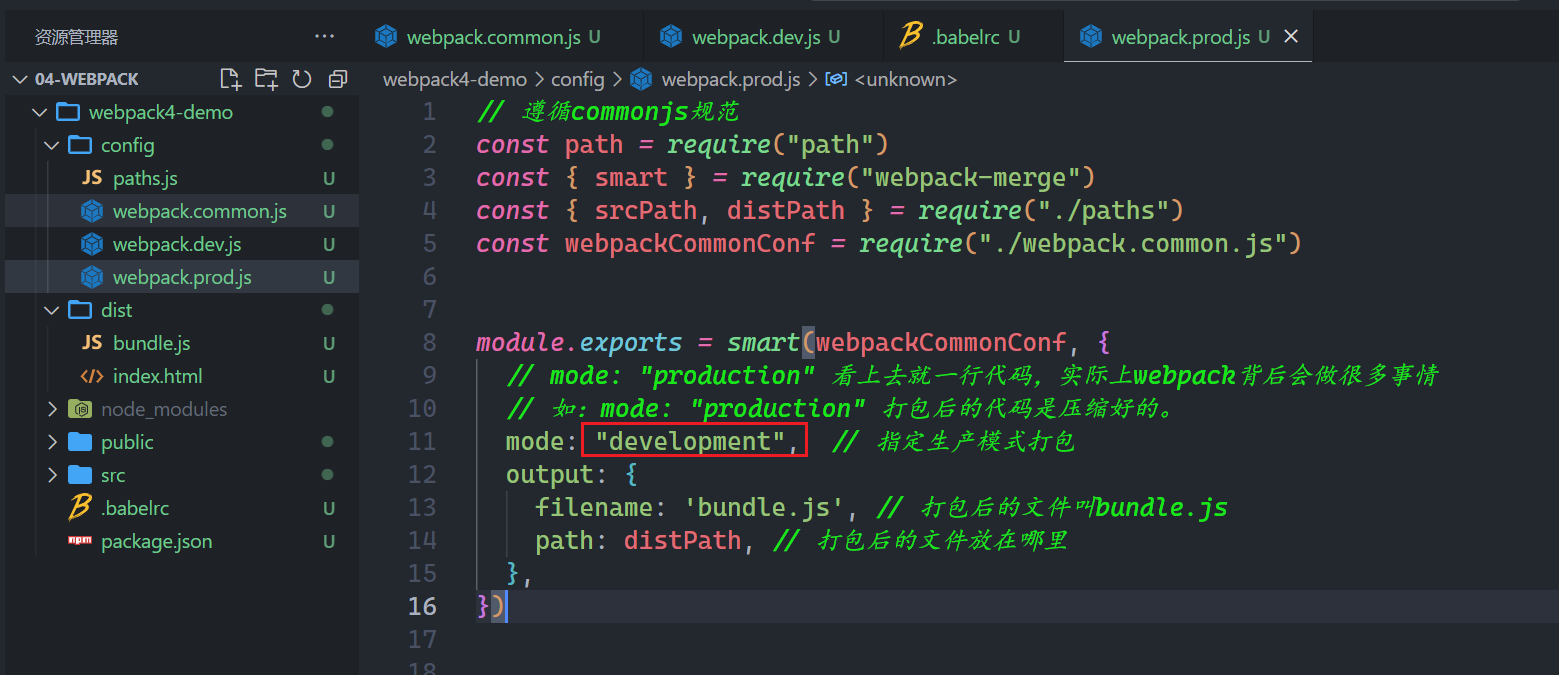 资源管理器 ···
webpack.common.js U
webpack.dev.js U
.babelrc U
webpack.prod.js U
04-WEBPACK
webpack4-demo > config > webpack.prod.js > <unknown>
webpack4-demo
config
JS paths.js U
webpack.common.js U
webpack.dev.js U
webpack.prod.js U
dist
JS bundle.js U
</> index.html U
node_modules
public
src
.babelrc U
npm package.json U
1 // 遵循commonjs规范
2 const path = require("path")
3 const { smart } = require("webpack-merge")
4 const { srcPath, distPath } = require("./paths")
5 const webpackCommonConf = require("./webpack.common.js")
6
7
8 module.exports = smart(webpackCommonConf, {
9 // mode: "production" 看上去就一行代码，实际上webpack背后会做很多事情
10 // 如：mode: "production" 打包后的代码是压缩好的。
11 mode: "development", // 指定生产模式打包
12 output: {
13 filename: 'bundle.js', // 打包后的文件叫bundle.js
14 path: distPath, // 打包后的文件放在哪里
15 },
16 })
17
18